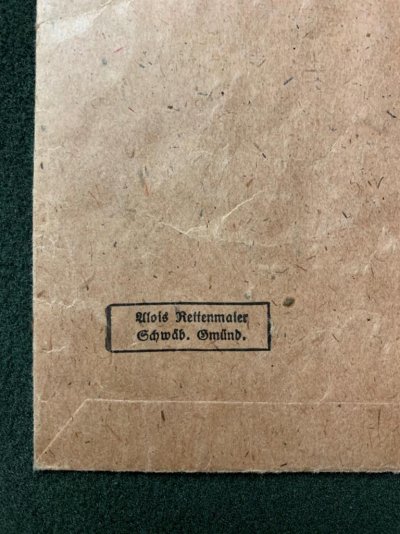 Alois Rettenmaier
Schwäb. Gmünd.